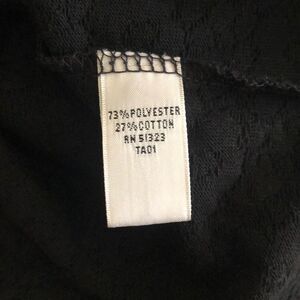 73%POLYESTER
27%COTTON
RN 51323
TA01